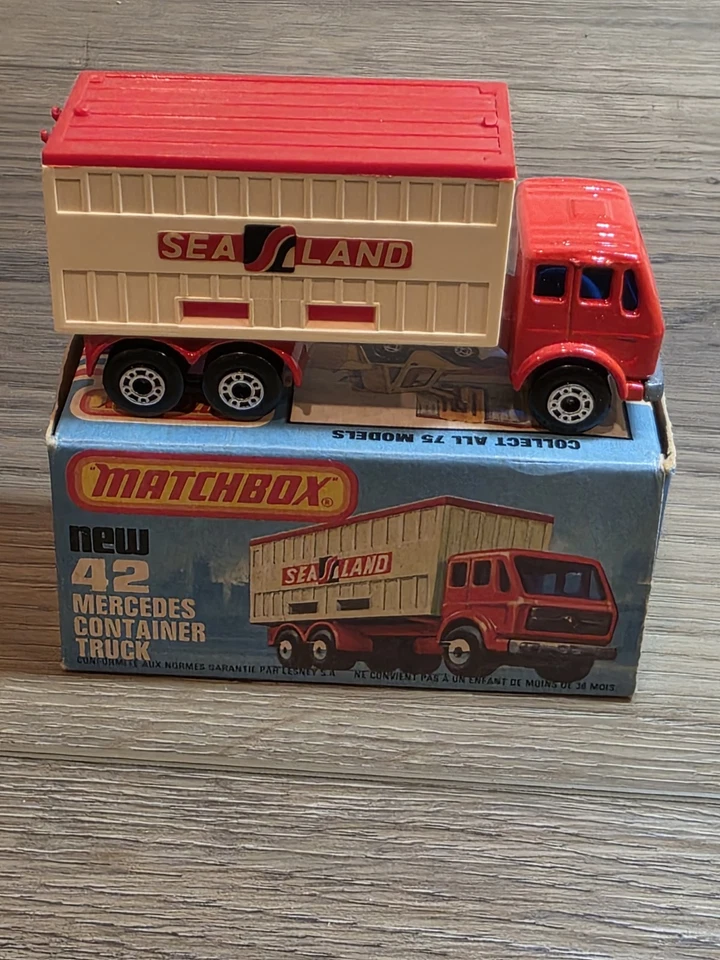 SEA LAND
COLLECT ALL 75 MODELS
"MATCHBOX"®
new
42
MERCEDES
CONTAINER
TRUCK
SEA LAND
CONFORMITE AUX NORMES GARANTIE PAR LESNEY S.A. NE CONVIENT PAS A UN ENFANT DE MOINS DE 36 MOIS